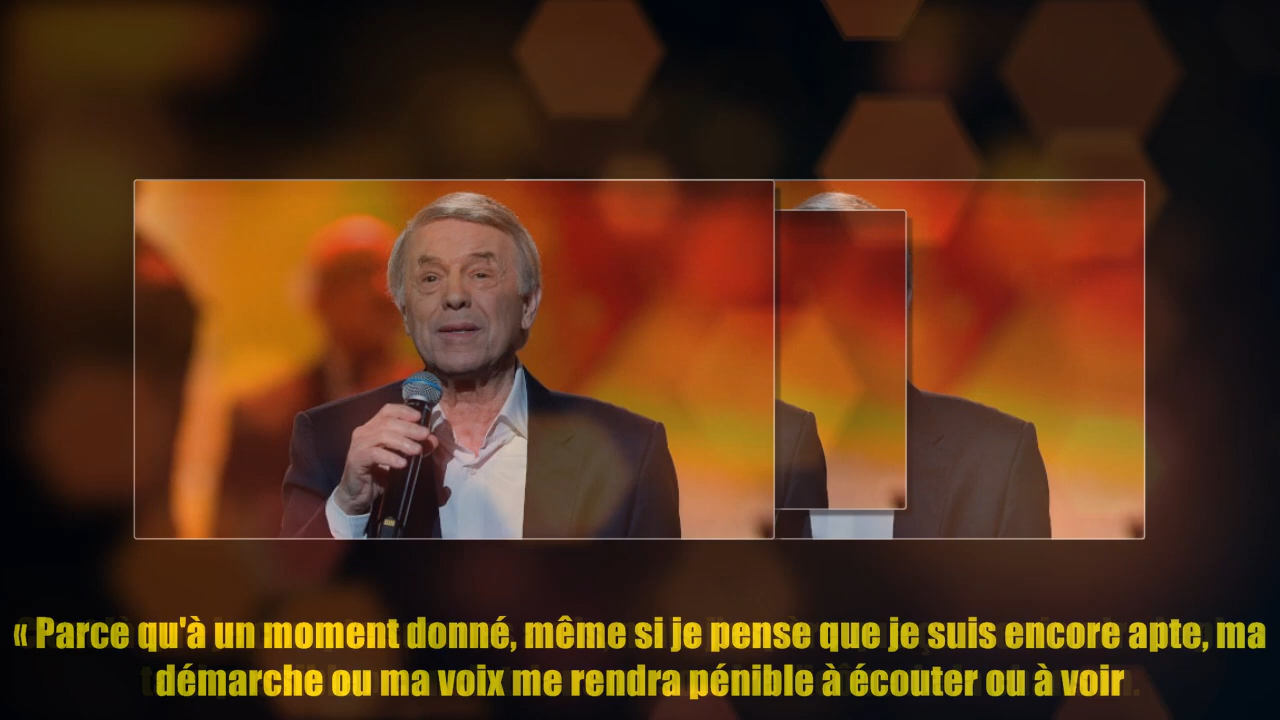 « Parce qu'à un moment donné, même si je pense que je suis encore apte, ma
démarche ou ma voix me rendra pénible à écouter ou à voir